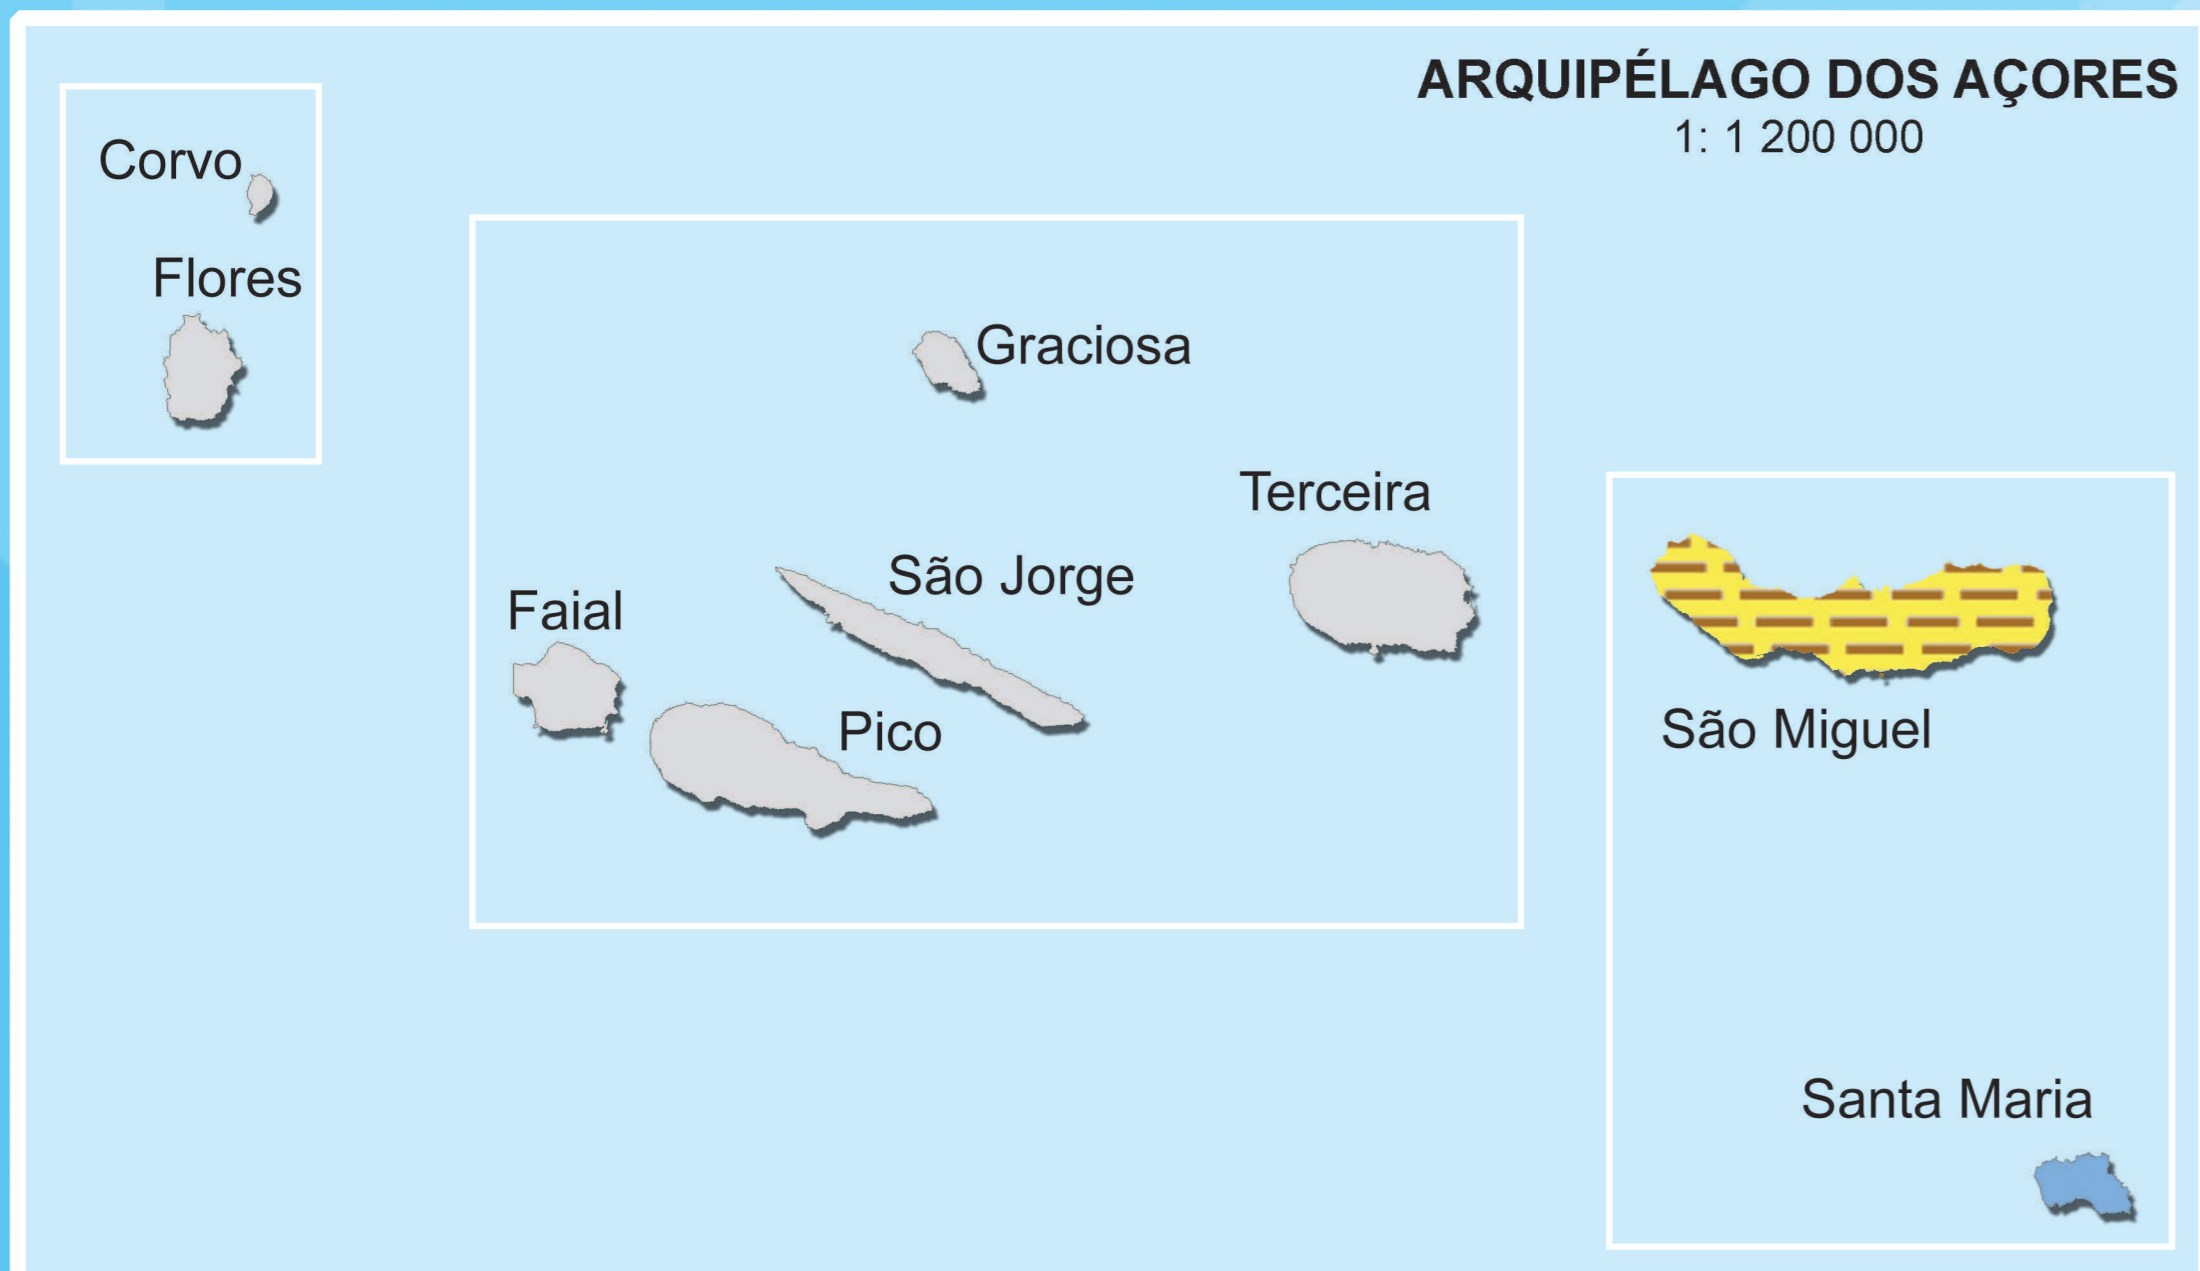 ARQUIPÉLAGO DOS AÇORES
1: 1 200 000
Corvo
Flores
Graciosa
Terceira
São Jorge
Faial
Pico
São Miguel
Santa Maria